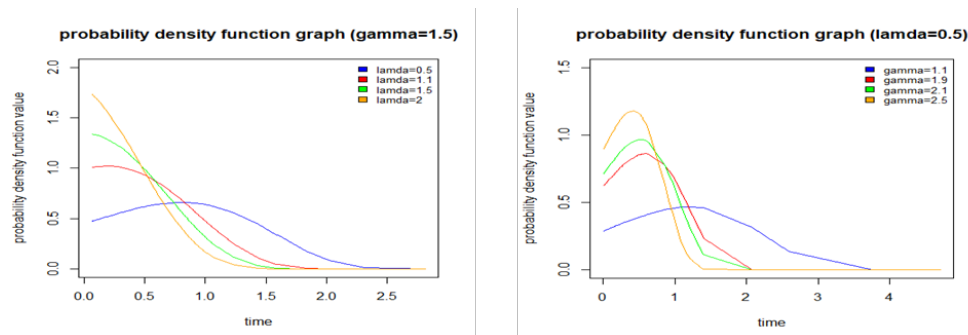 probability density function graph (gamma=1.5)
probability density function value
2.0
1.5
1.0
0.5
0.0
lamda=0.5
lamda=1.1
lamda=1.5
lamda=2
0.0 0.5 1.0 1.5 2.0 2.5
time
probability density function graph (lamda=0.5)
probability density function value
1.5
1.0
0.5
0.0
gamma=1.1
gamma=1.9
gamma=2.1
gamma=2.5
0 1 2 3 4
time